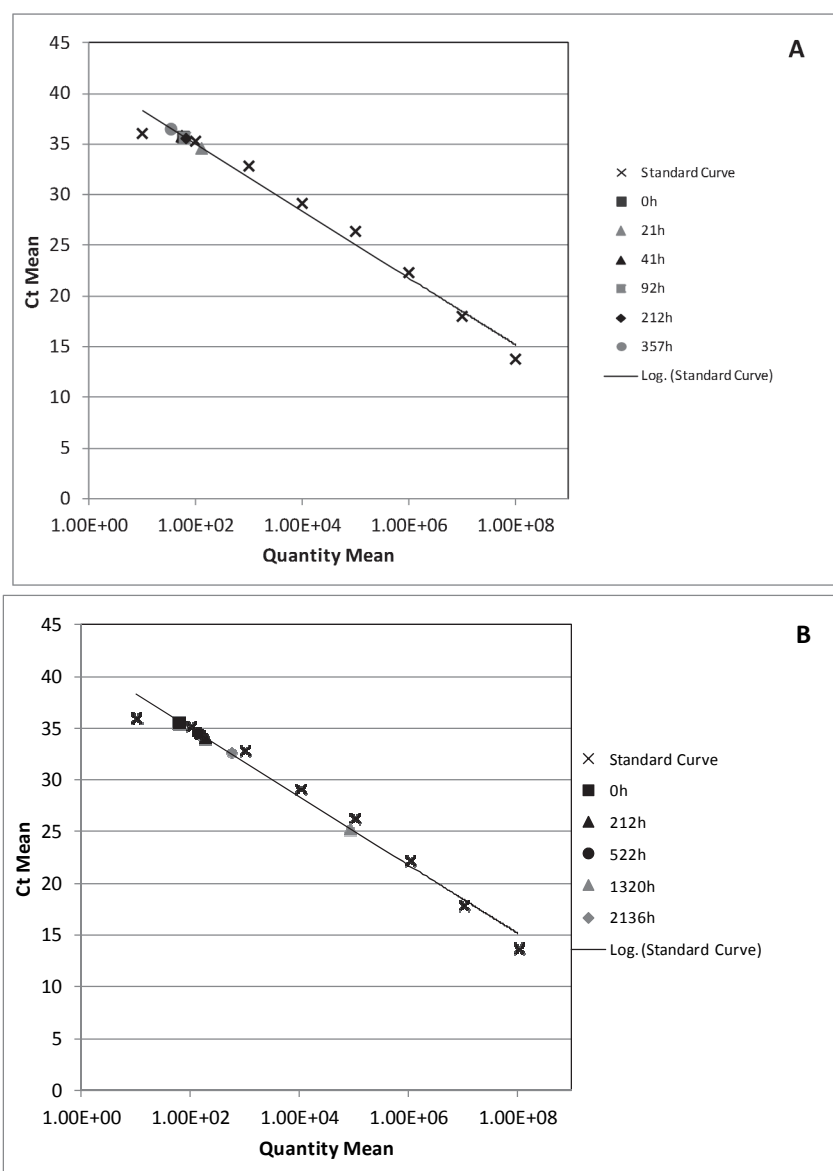 A
45
40
35
30
25
20
15
10
5
0
Ct Mean
1.00E+00 1.00E+02 1.00E+04 1.00E+06 1.00E+08
Quantity Mean
Standard Curve
0h
21h
41h
92h
212h
357h
Log. (Standard Curve)
B
45
40
35
30
25
20
15
10
5
0
Ct Mean
1.00E+00 1.00E+02 1.00E+04 1.00E+06 1.00E+08
Quantity Mean
Standard Curve
0h
212h
522h
1320h
2136h
Log. (Standard Curve)